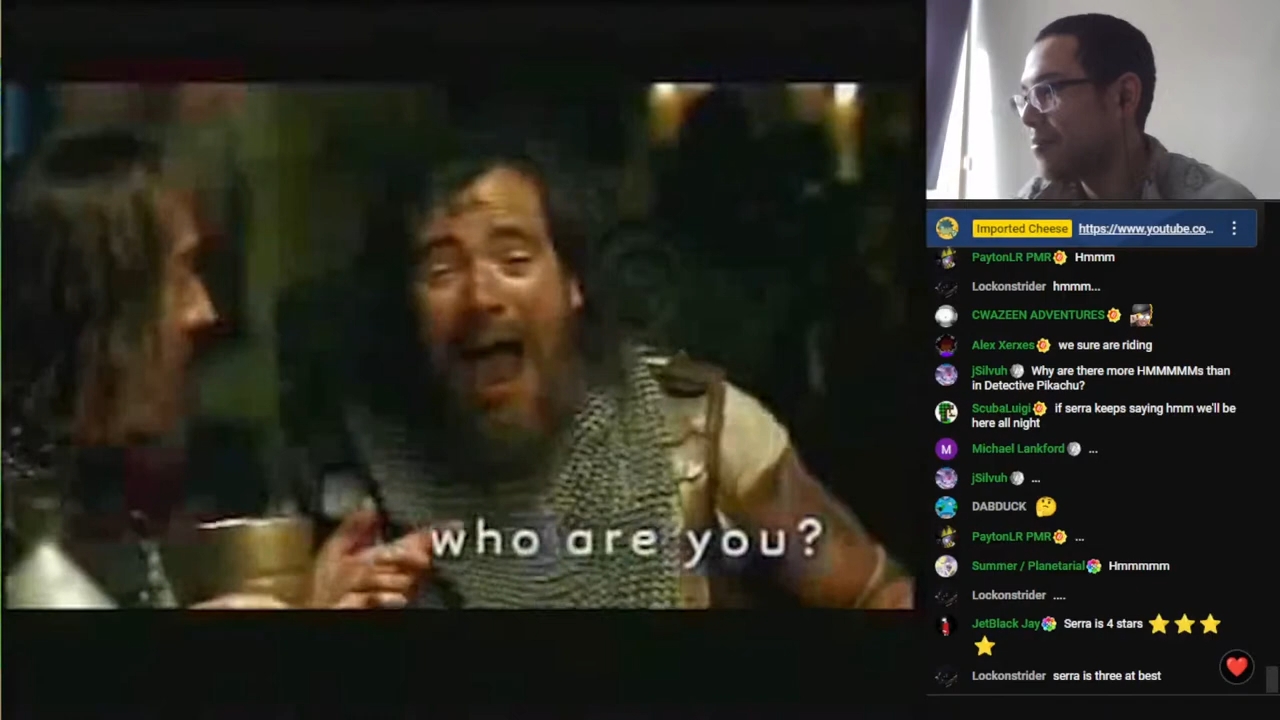 who are you?
Imported Cheese https://www.youtube.co...
PaytonLR PMR Hmmm
Lockonstrider hmmm...
CWAZEEN ADVENTURES
Alex Xerxes we sure are riding
jSilvuh Why are there more HMMMMMs than
in Detective Pikachu?
ScubaLuigi if serra keeps saying hmm we'll be
here all night
M Michael Lankford ...
jSilvuh ...
DABDUCK
PaytonLR PMR ...
Summer / Planetarial Hmmmmm
Lockonstrider ....
JetBlack Jay Serra is 4 stars
Lockonstrider serra is three at best